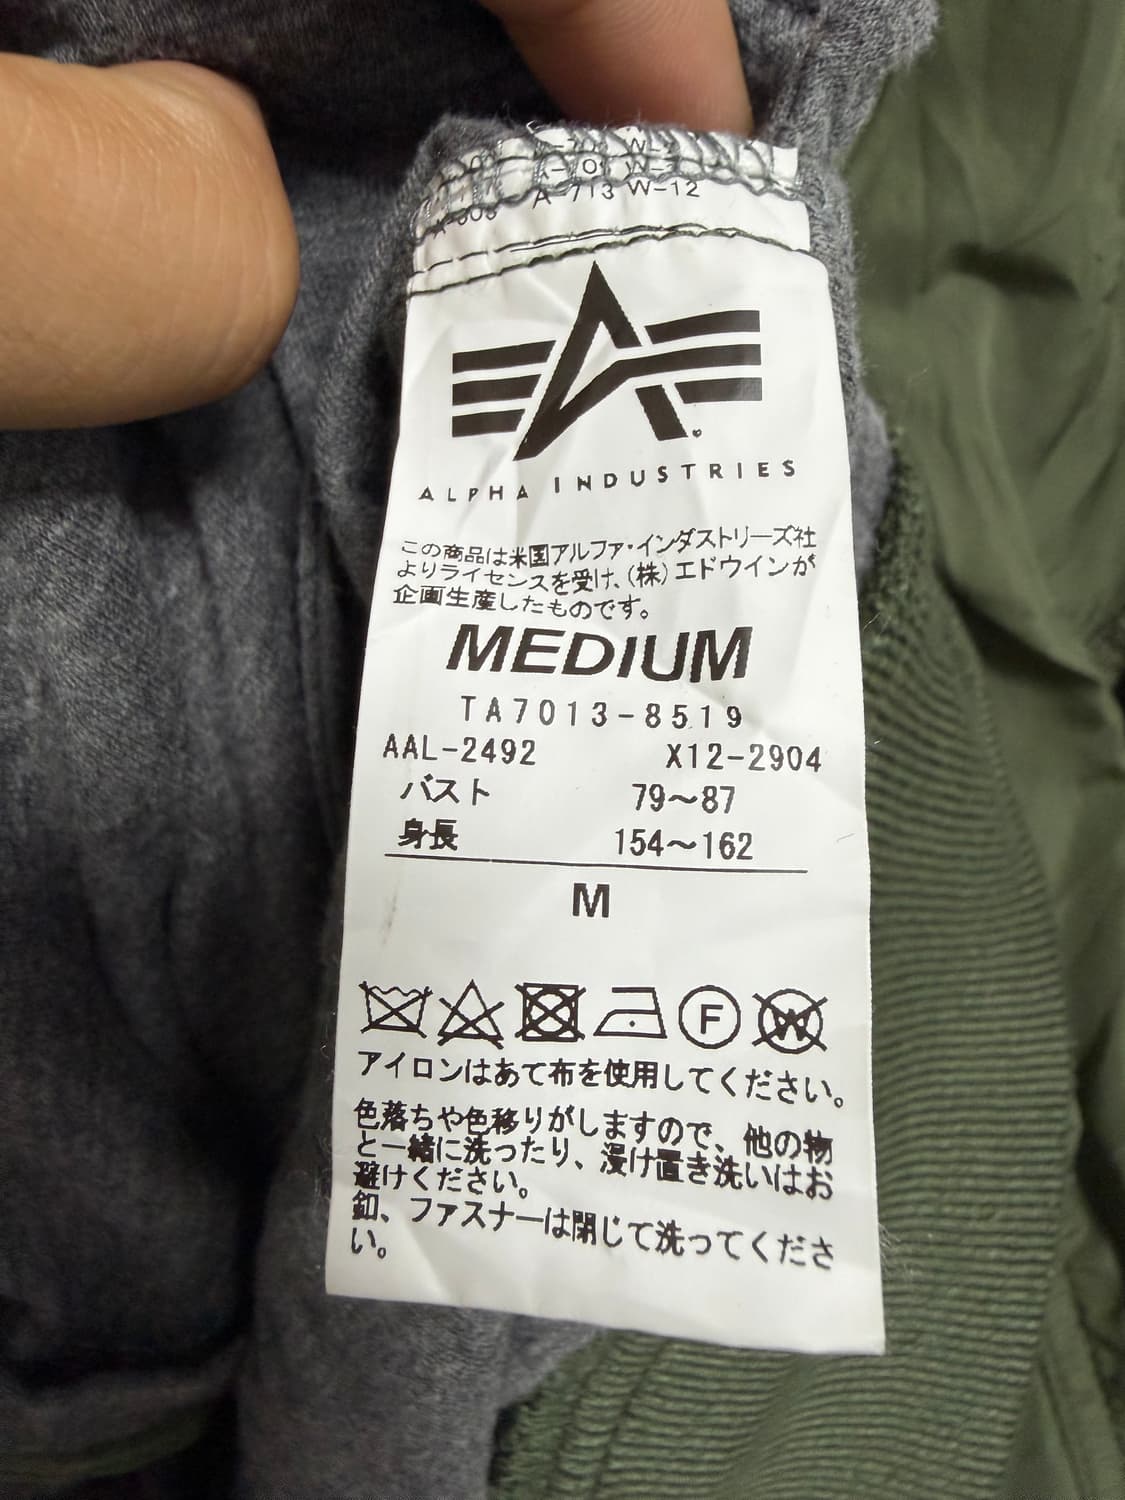 A-713 W-12
ALPHA INDUSTRIES
この商品は米国アルファ・インダストリーズ社
よりライセンスを受け、(株)エドウインが
企画生産したものです。
MEDIUM
TA7013-8519
AAL-2492 X12-2904
バスト 79〜87
身長 154〜162
M
F W
アイロンはあて布を使用してください。
色落ちや色移りがしますので、他の物
と一緒に洗ったり、浸け置き洗いはお
避けください。
釦、ファスナーは閉じて洗ってくださ
い。